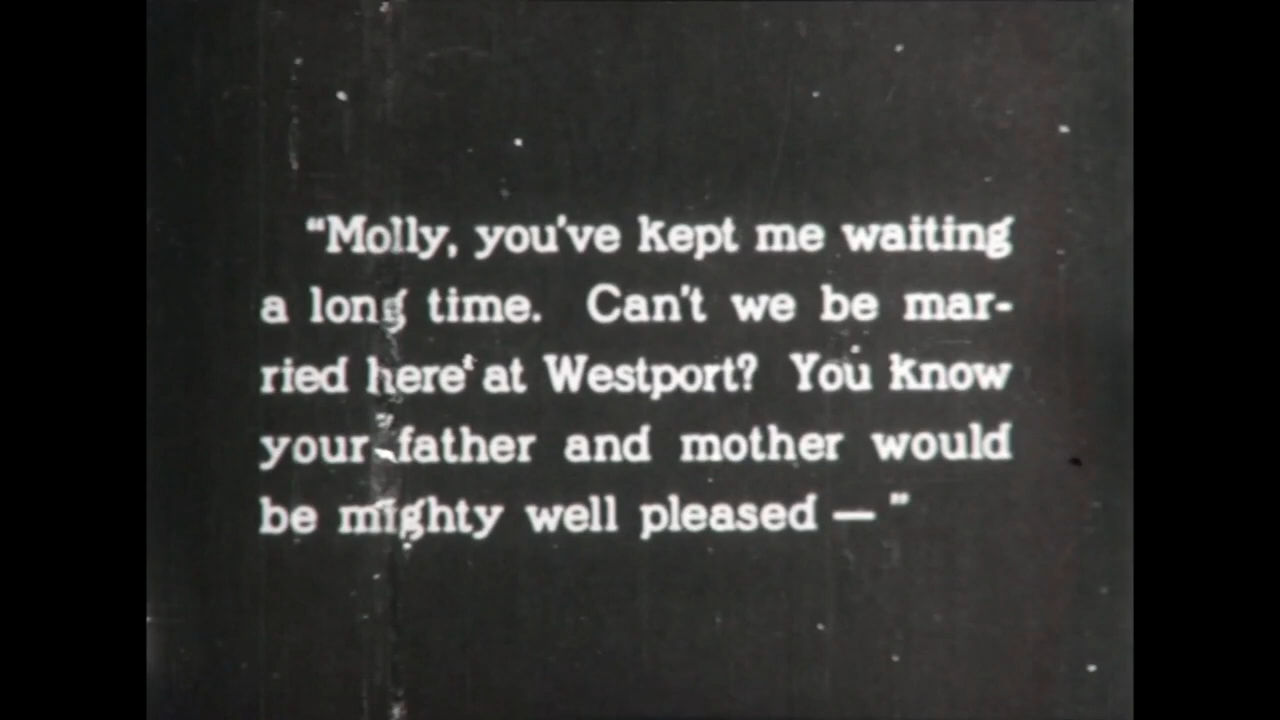 “Molly, you've kept me waiting
a long time. Can't we be mar-
ried here at Westport? You know
your father and mother would
be mighty well pleased — ”